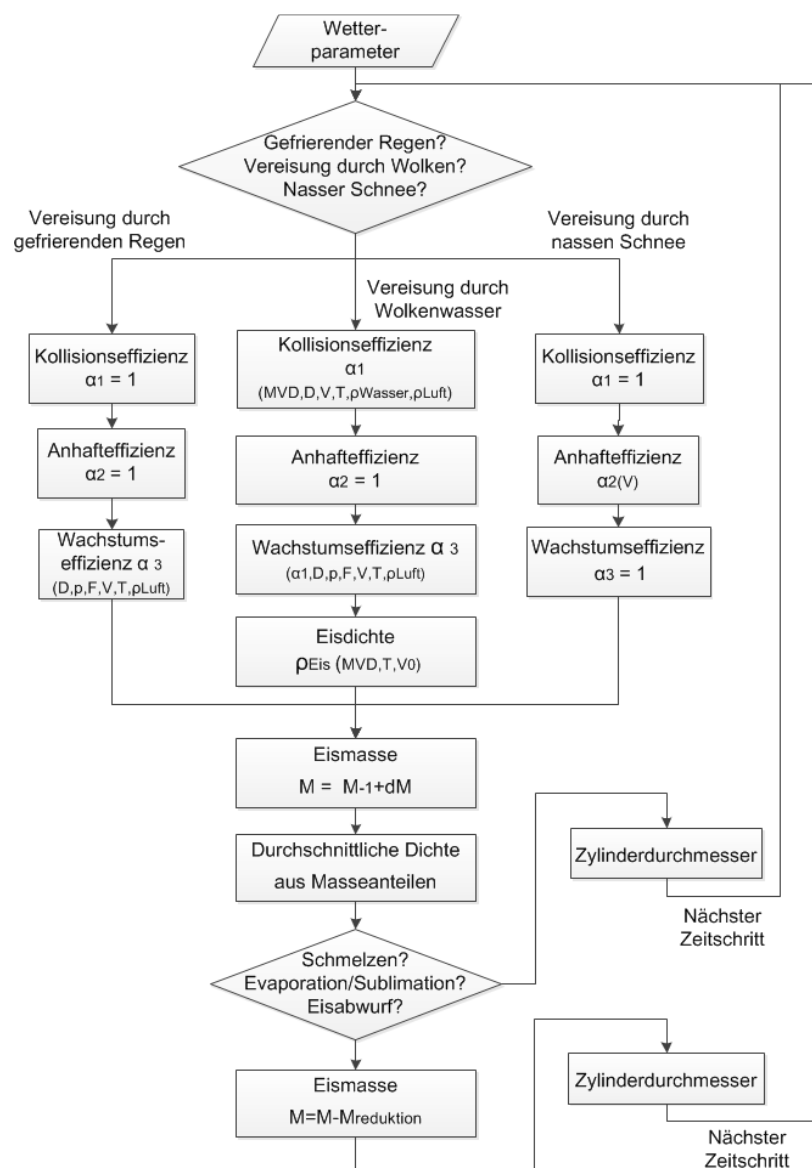 Wetter-
parameter
Gefrierender Regen?
Vereisung durch Wolken?
Nasser Schnee?
Vereisung durch
gefrierenden Regen
Vereisung durch
Wolkenwasser
Vereisung durch
nassen Schnee
Kollisionseffizienz
α1 = 1
Anhafteffizienz
α2 = 1
Wachstums-
effizienz α 3
(D,p,F,V,T,ρLuft)
Kollisionseffizienz
α1
(MVD,D,V,T,ρWasser,ρLuft)
Anhafteffizienz
α2 = 1
Wachstumseffizienz α 3
(α1,D,p,F,V,T,ρLuft)
Eisdichte
ρEis (MVD,T,V0)
Kollisionseffizienz
α1 = 1
Anhafteffizienz
α2(V)
Wachstumseffizienz
α3 = 1
Eismasse
M = M-1+dM
Durchschnittliche Dichte
aus Masseanteilen
Schmelzen?
Evaporation/Sublimation?
Eisabwurf?
Zylinderdurchmesser
Nächster
Zeitschritt
Eismasse
M=M-Mreduktion
Zylinderdurchmesser
Nächster
Zeitschritt